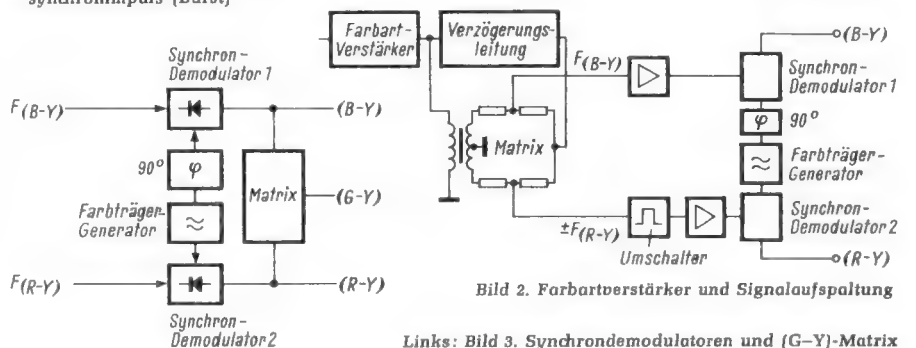 synchronimpuls (Burst)
Synchron-
Demodulator 1
F(B-Y)
(B-Y)
90°
φ
Farbträger-
Generator
≈
Matrix
(G-Y)
F(R-Y)
(R-Y)
Synchron-
Demodulator 2
Farbart-
Verstärker
Verzögerungs-
leitung
F(B-Y)
(B-Y)
Synchron-
Demodulator 1
φ
90°
Matrix
≈
Farbträger-
Generator
±F(R-Y)
Umschalter
Synchron-
Demodulator 2
(R-Y)
Bild 2. Farbartverstärker und Signalaufspaltung
Links: Bild 3. Synchrondemodulatoren und (G–Y)-Matrix